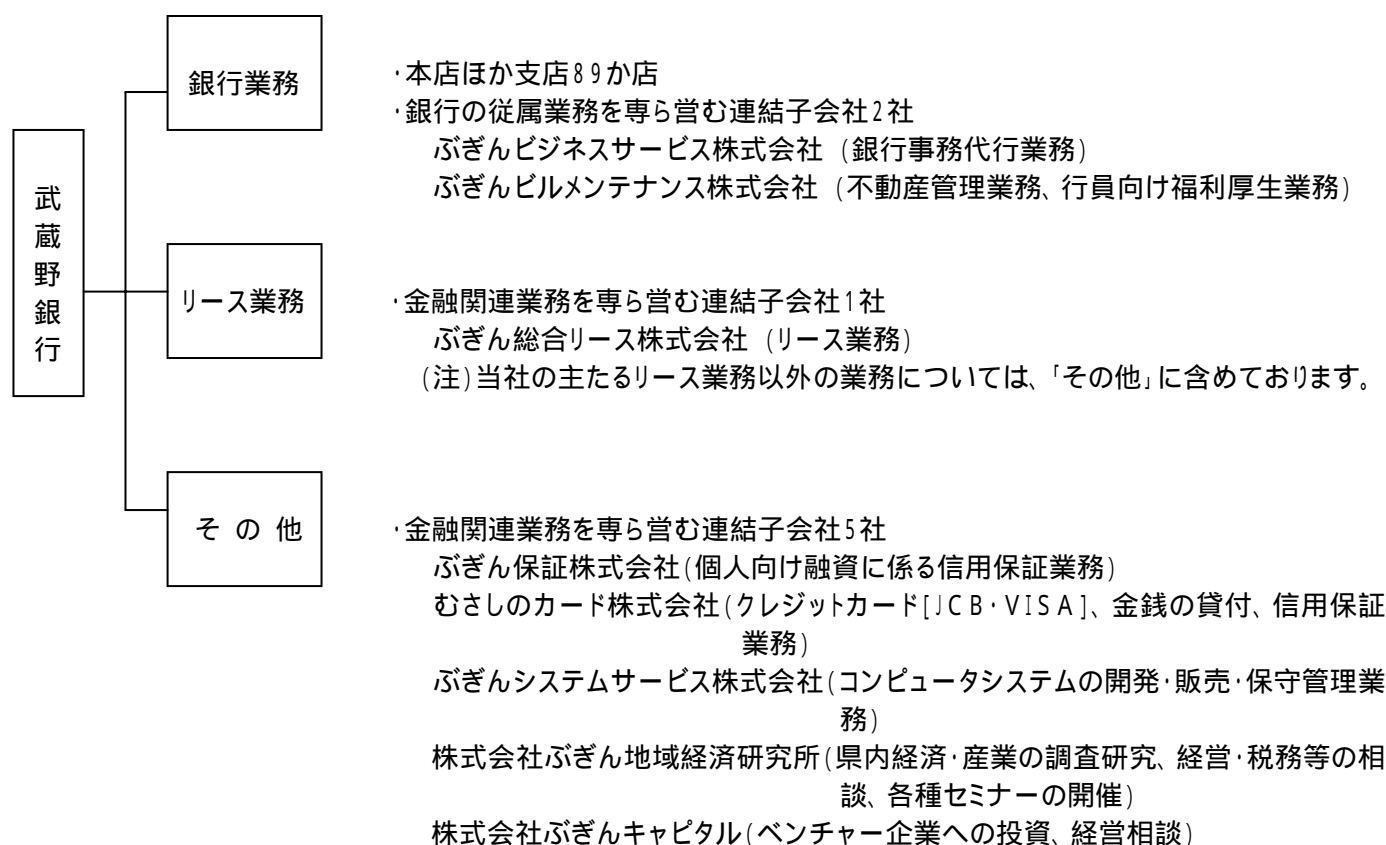 銀行業務
・本店ほか支店89か店
・銀行の従属業務を専ら営む連結子会社2社
ぶぎんビジネスサービス株式会社 (銀行事務代行業務)
ぶぎんビルメンテナンス株式会社 (不動産管理業務、行員向け福利厚生業務)
武蔵野銀行
リース業務
・金融関連業務を専ら営む連結子会社1社
ぶぎん総合リース株式会社 (リース業務)
(注)当社の主たるリース業務以外の業務については、「その他」に含めております。
その他
・金融関連業務を専ら営む連結子会社5社
ぶぎん保証株式会社(個人向け融資に係る信用保証業務)
むさしのカード株式会社(クレジットカード[JCB・VISA]、金銭の貸付、信用保証
業務)
ぶぎんシステムサービス株式会社(コンピュータシステムの開発・販売・保守管理業
務)
株式会社ぶぎん地域経済研究所(県内経済・産業の調査研究、経営・税務等の相
談、各種セミナーの開催)
株式会社ぶぎんキャピタル(ベンチャー企業への投資、経営相談)